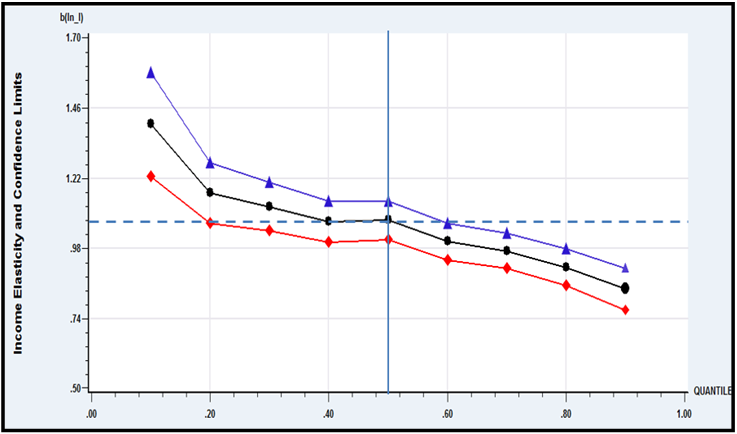 b(ln_I)
1.70
1.46
1.22
.98
.74
.50
Income Elasticity and Confidence Limits
.00 .20 .40 .60 .80 1.00
QUANTILE